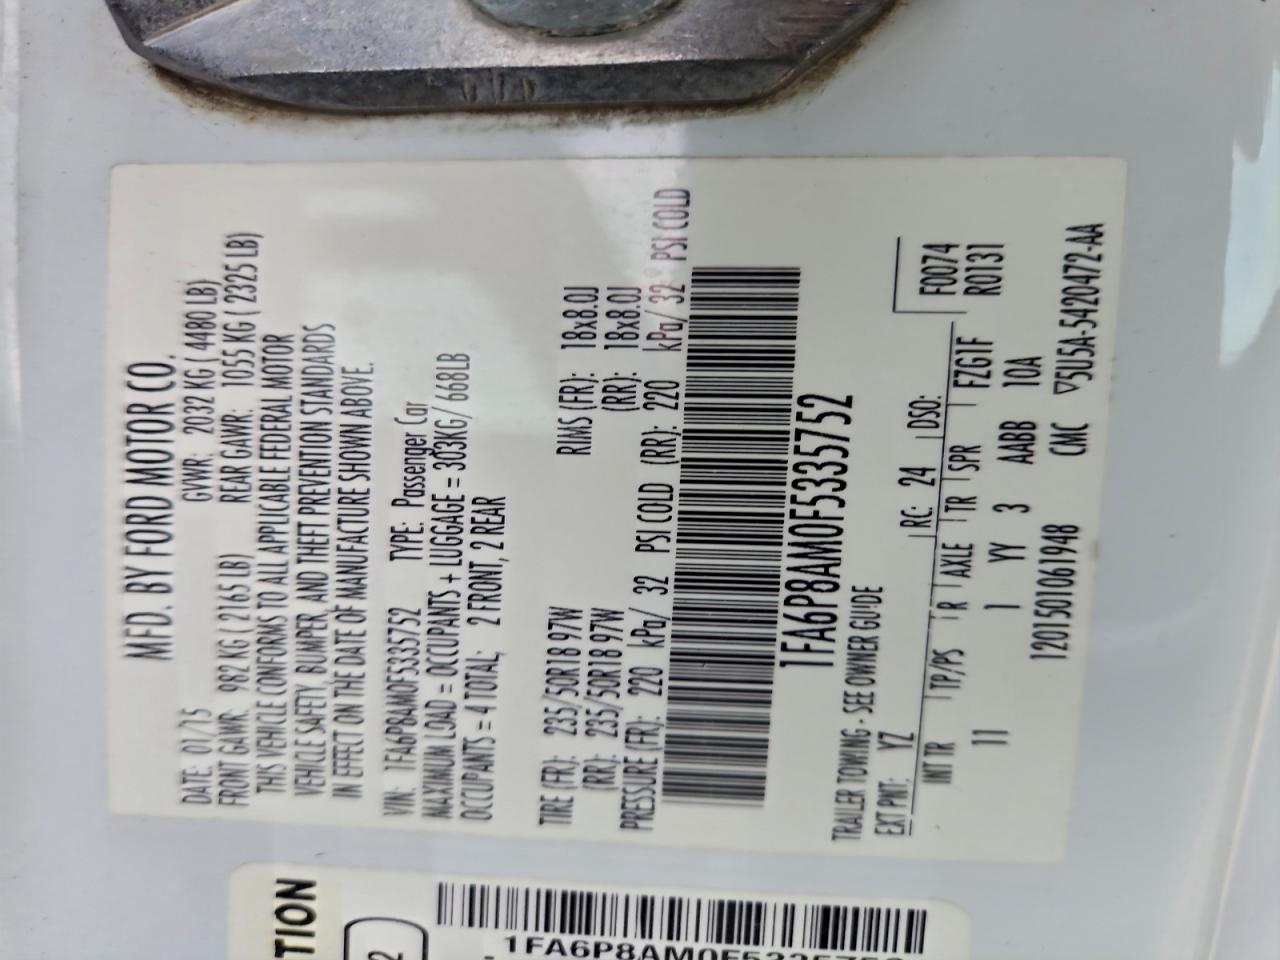 MFD. BY FORD MOTOR CO.
DATE: 01/15 GVWR: 2032 KG ( 4480 LB)
FRONT GAWR: 982 KG ( 2165 LB) REAR GAWR: 1055 KG ( 2325 LB)
THIS VEHICLE CONFORMS TO ALL APPLICABLE FEDERAL MOTOR
VEHICLE SAFETY, BUMPER, AND THEFT PREVENTION STANDARDS
IN EFFECT ON THE DATE OF MANUFACTURE SHOWN ABOVE.
VIN: 1FA6P8AM0F5335752 TYPE: Passenger Car
MAXIMUM LOAD = OCCUPANTS + LUGGAGE = 303KG/ 668LB
OCCUPANTS = 4 TOTAL; 2 FRONT, 2 REAR
TIRE (FR): 235/50R18 97W RIMS (FR): 18x8.0J
(RR): 235/50R18 97W (RR): 18x8.0J
PRESSURE (FR): 220 kPa/ 32 PSI COLD (RR): 220 kPa/ 32 PSI COLD
1FA6P8AM0F5335752
TRAILER TOWING - SEE OWNER GUIDE
EXT PNT: YZ RC: 24 DSO:
F0074
R0131
INT TR TP/PS R AXLE TR SPR FZG1F
11 1 YY 3 AABB 10A
1201501061948 CMC ▽5U5A-5420472-AA
TION
2
1FA6P8AM0F5335752